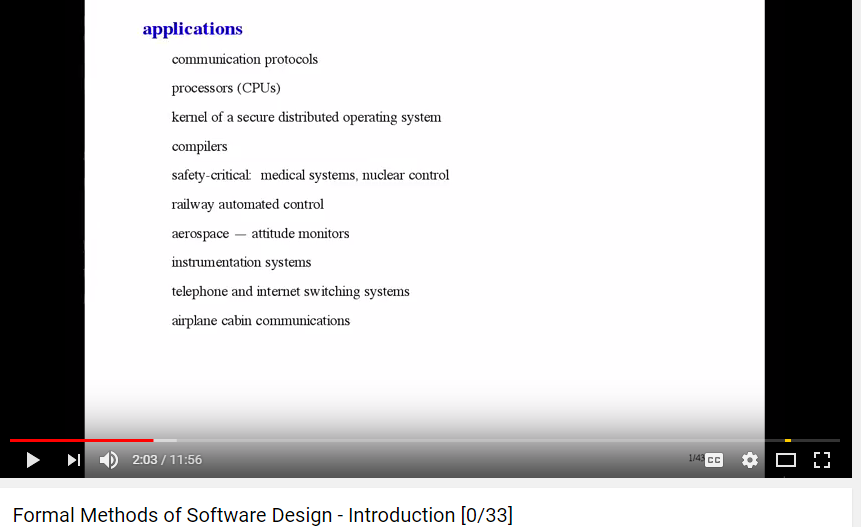 applications
communication protocols
processors (CPUs)
kernel of a secure distributed operating system
compilers
safety-critical: medical systems, nuclear control
railway automated control
aerospace — attitude monitors
instrumentation systems
telephone and internet switching systems
airplane cabin communications
2:03 / 11:56
1/43
CC
Formal Methods of Software Design - Introduction [0/33]